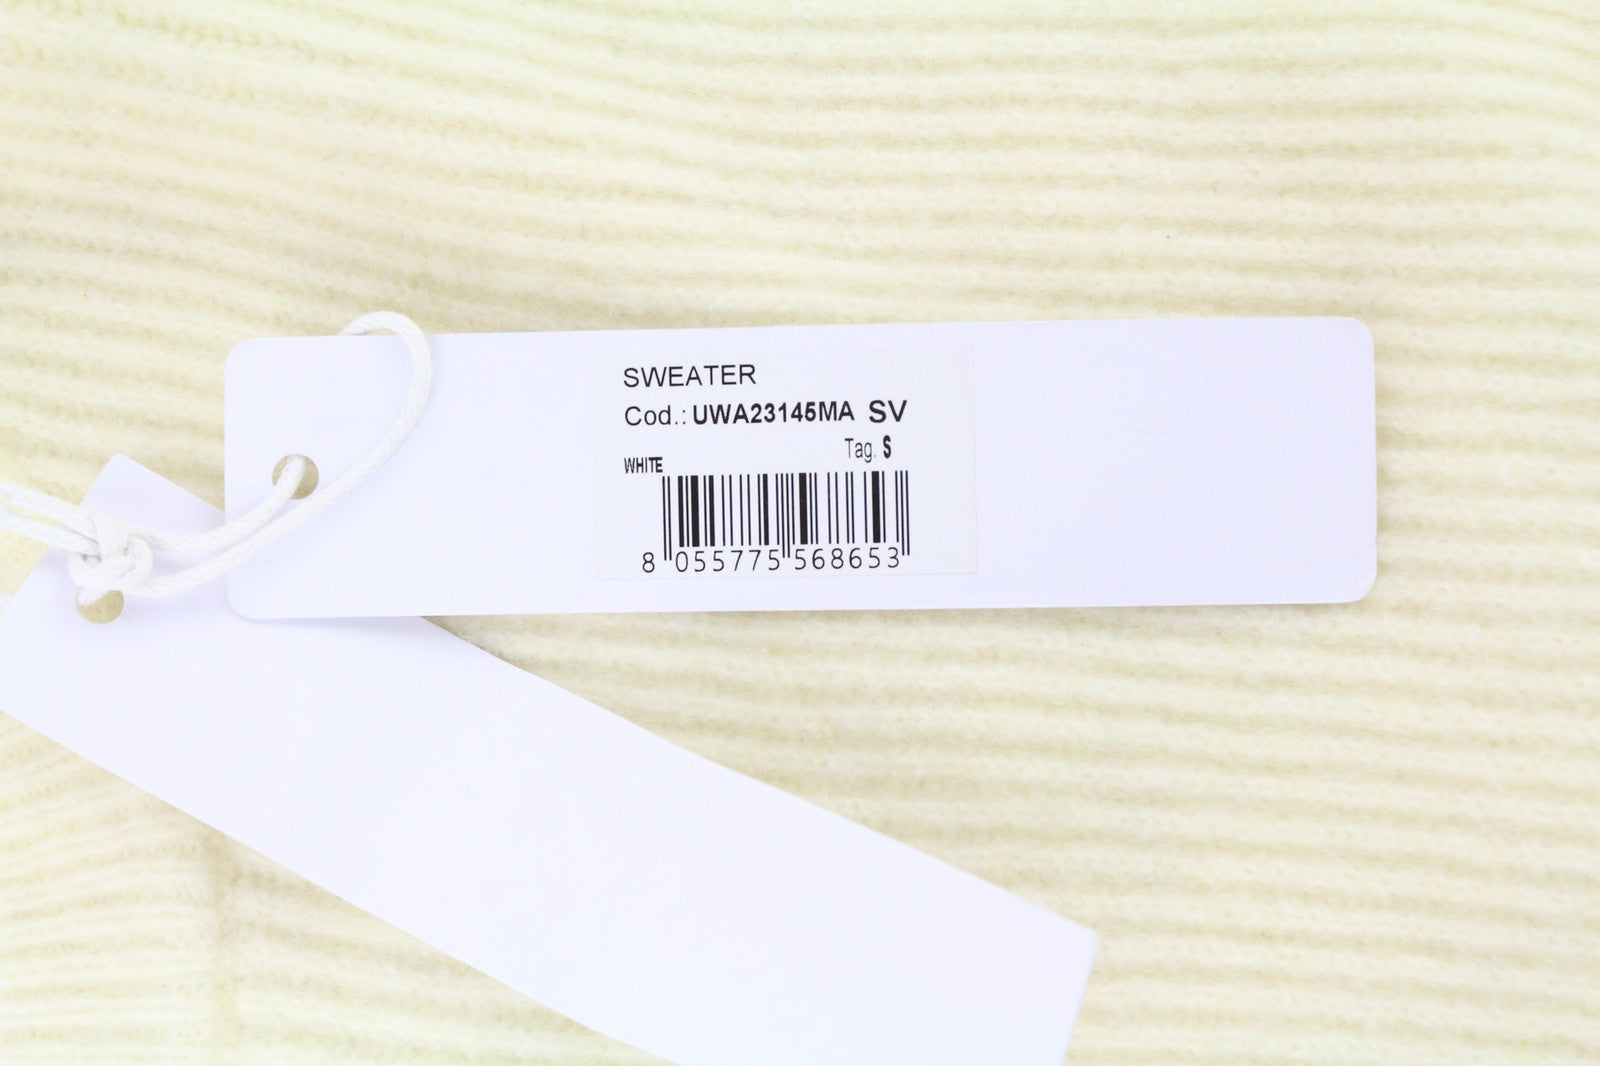 SWEATER
Cod.: UWA23145MA SV
Tag. S
WHITE
8 055775 568653